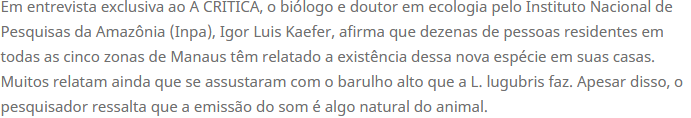 Em entrevista exclusiva ao A CRÍTICA, o biólogo e doutor em ecologia pelo Instituto Nacional de
Pesquisas da Amazônia (Inpa), Igor Luis Kaefer, afirma que dezenas de pessoas residentes em
todas as cinco zonas de Manaus têm relatado a existência dessa nova espécie em suas casas.
Muitos relatam ainda que se assustaram com o barulho alto que a L. lugubris faz. Apesar disso, o
pesquisador ressalta que a emissão do som é algo natural do animal.